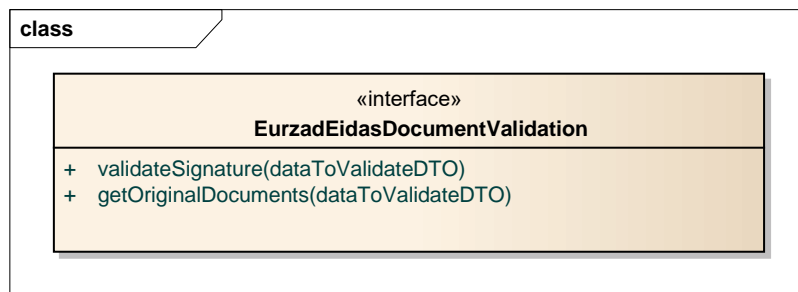 class
«interface»
EurzadEidasDocumentValidation
+ validateSignature(dataToValidateDTO)
+ getOriginalDocuments(dataToValidateDTO)